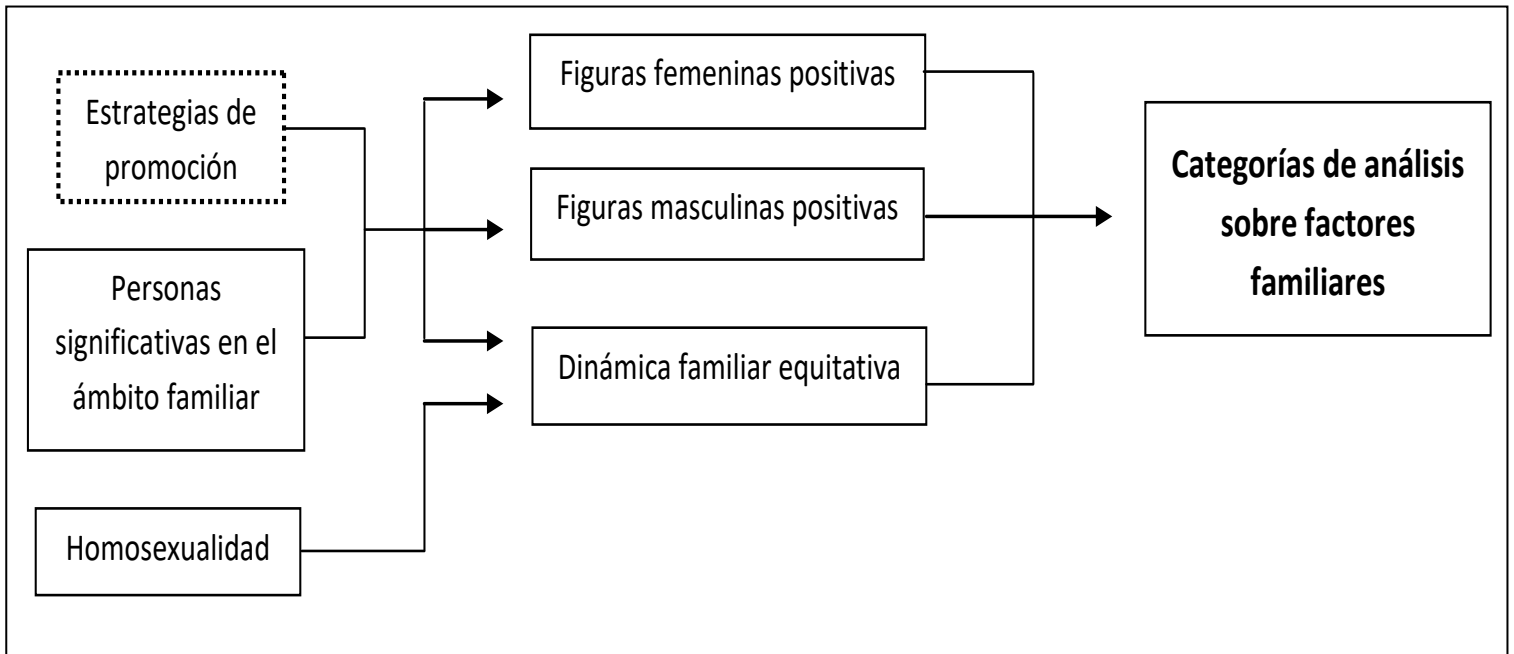 Estrategias de
promoción
Personas
significativas en el
ámbito familiar
Homosexualidad
Figuras femeninas positivas
Figuras masculinas positivas
Dinámica familiar equitativa
Categorías de análisis
sobre factores
familiares